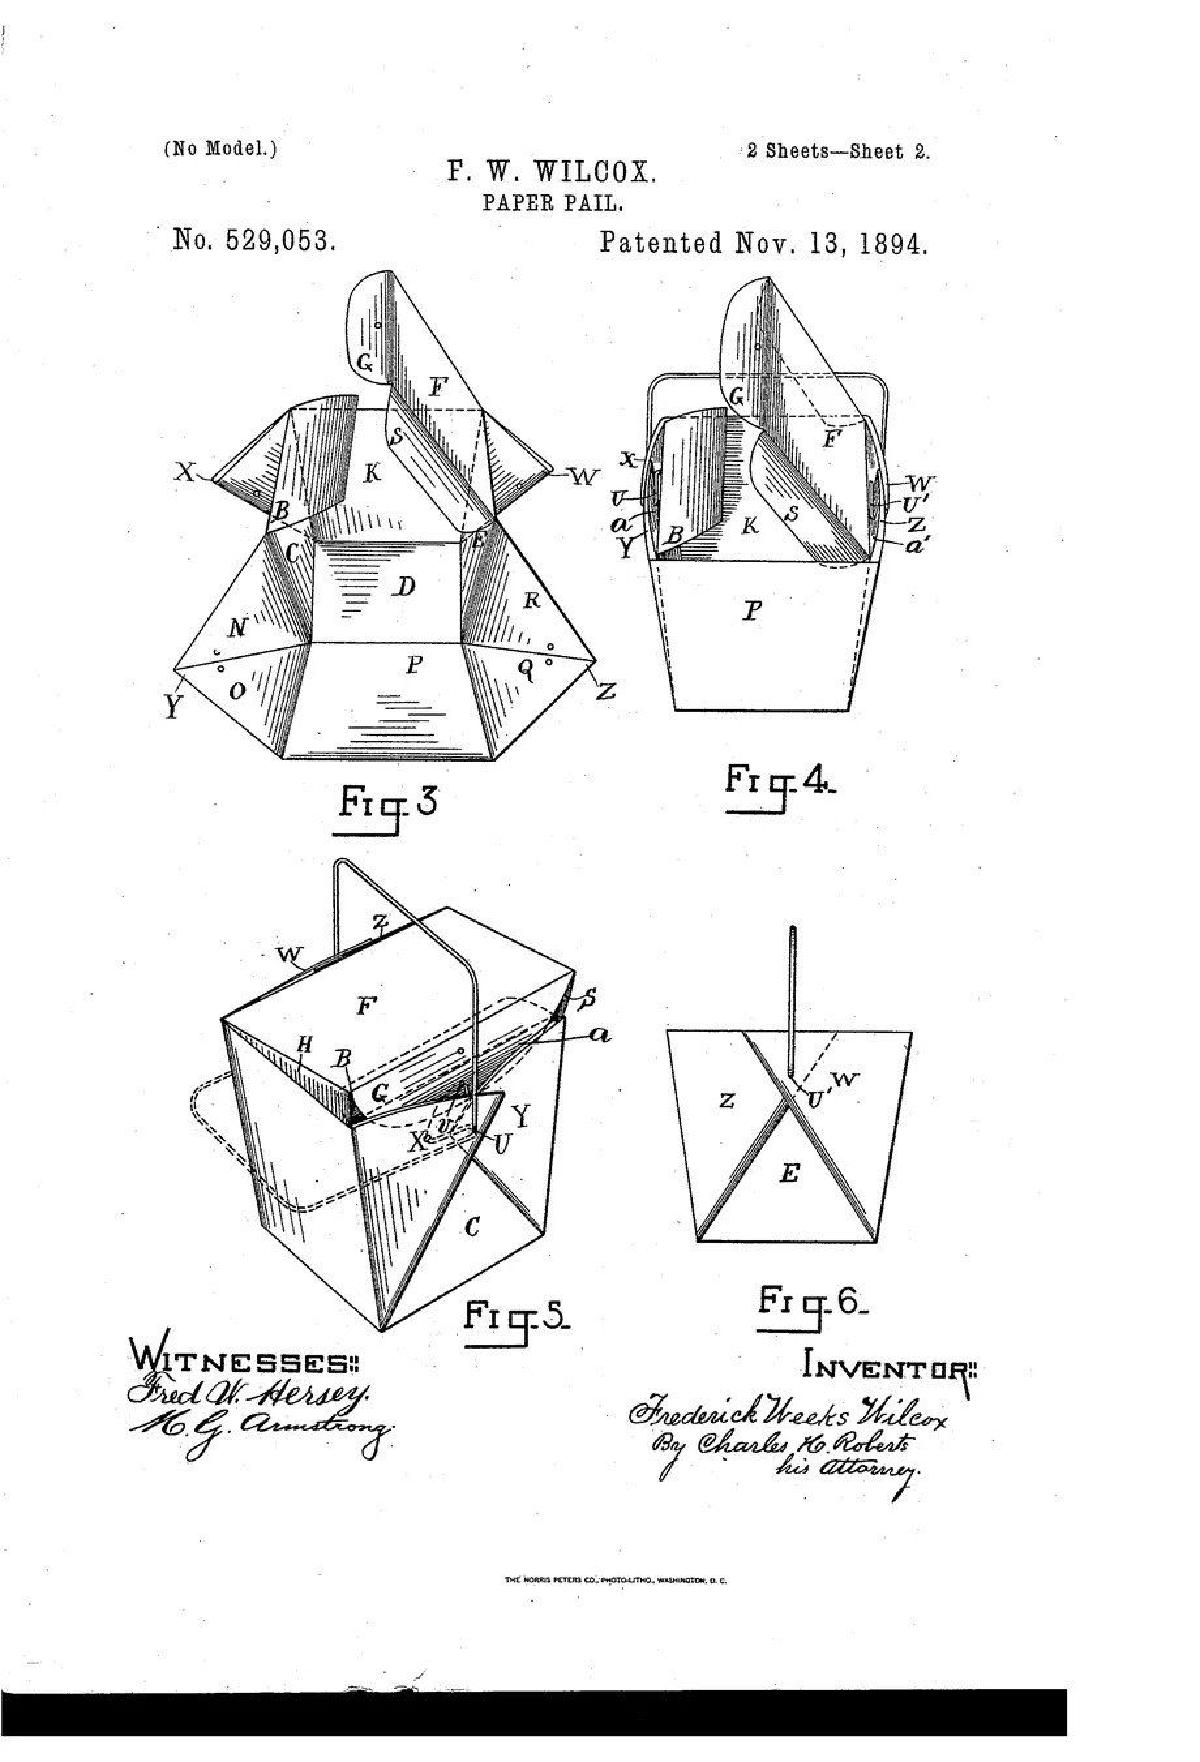 (No Model.)
2 Sheets—Sheet 2.
F. W. WILCOX.
PAPER PAIL.
No. 529,053.
Patented Nov. 13, 1894.
G
F
S
X
K
W
B
C
E
D
R
N
P
Q
O
Y
Z
Fig. 3
G
F
X
W
U
U'
S
Z
a
K
B
Y
a'
P
Fig. 4.
Z
W
F
S
H
B
a
G
A
Y
X
U
C
Fig. 5.
Z
W
U'
E
Fig. 6.
WITNESSES:
Fred W. Hersey.
M. G. Armstrong.
INVENTOR:
Frederick Weeks Wilcox
By Charles H. Roberts
his Attorney.
THE NORRIS PETERS CO., PHOTO-LITHO., WASHINGTON, D. C.